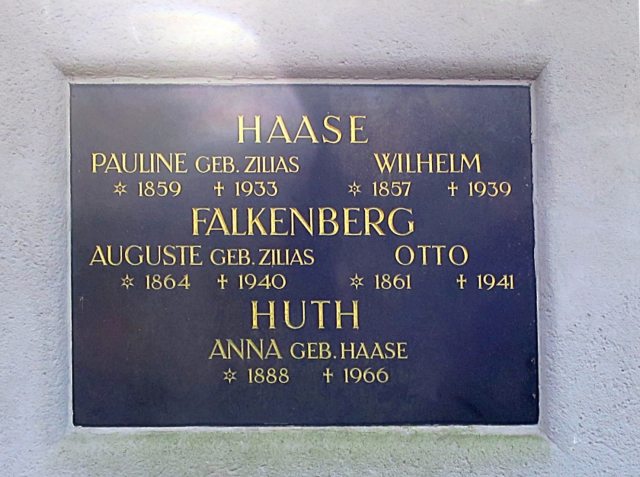 HAASE
PAULINE GEB. ZILIAS WILHELM
✡ 1859 ✝ 1933 ✡ 1857 ✝ 1939
FALKENBERG
AUGUSTE GEB. ZILIAS OTTO
✡ 1864 ✝ 1940 ✡ 1861 ✝ 1941
HUTH
ANNA GEB. HAASE
✡ 1888 ✝ 1966